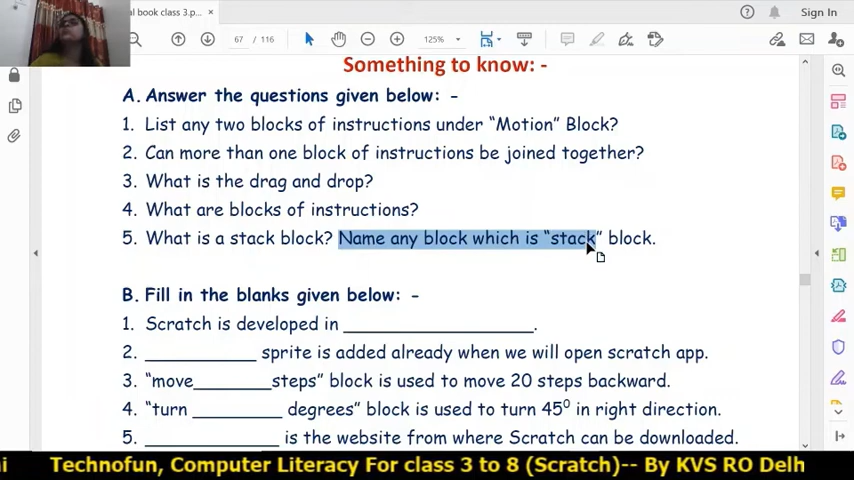 al book class 3.p... ×
Sign In
67 / 116
125%
Something to know: -
A. Answer the questions given below: -
1. List any two blocks of instructions under “Motion” Block?
2. Can more than one block of instructions be joined together?
3. What is the drag and drop?
4. What are blocks of instructions?
5. What is a stack block? Name any block which is “stack” block.
B. Fill in the blanks given below: -
1. Scratch is developed in ____________________.
2. ____________ sprite is added already when we will open scratch app.
3. “move________steps” block is used to move 20 steps backward.
4. “turn _________ degrees” block is used to turn 45⁰ in right direction.
5. ______________ is the website from where Scratch can be downloaded.
i Technofun, Computer Literacy For class 3 to 8 (Scratch)-- By KVS RO Delh